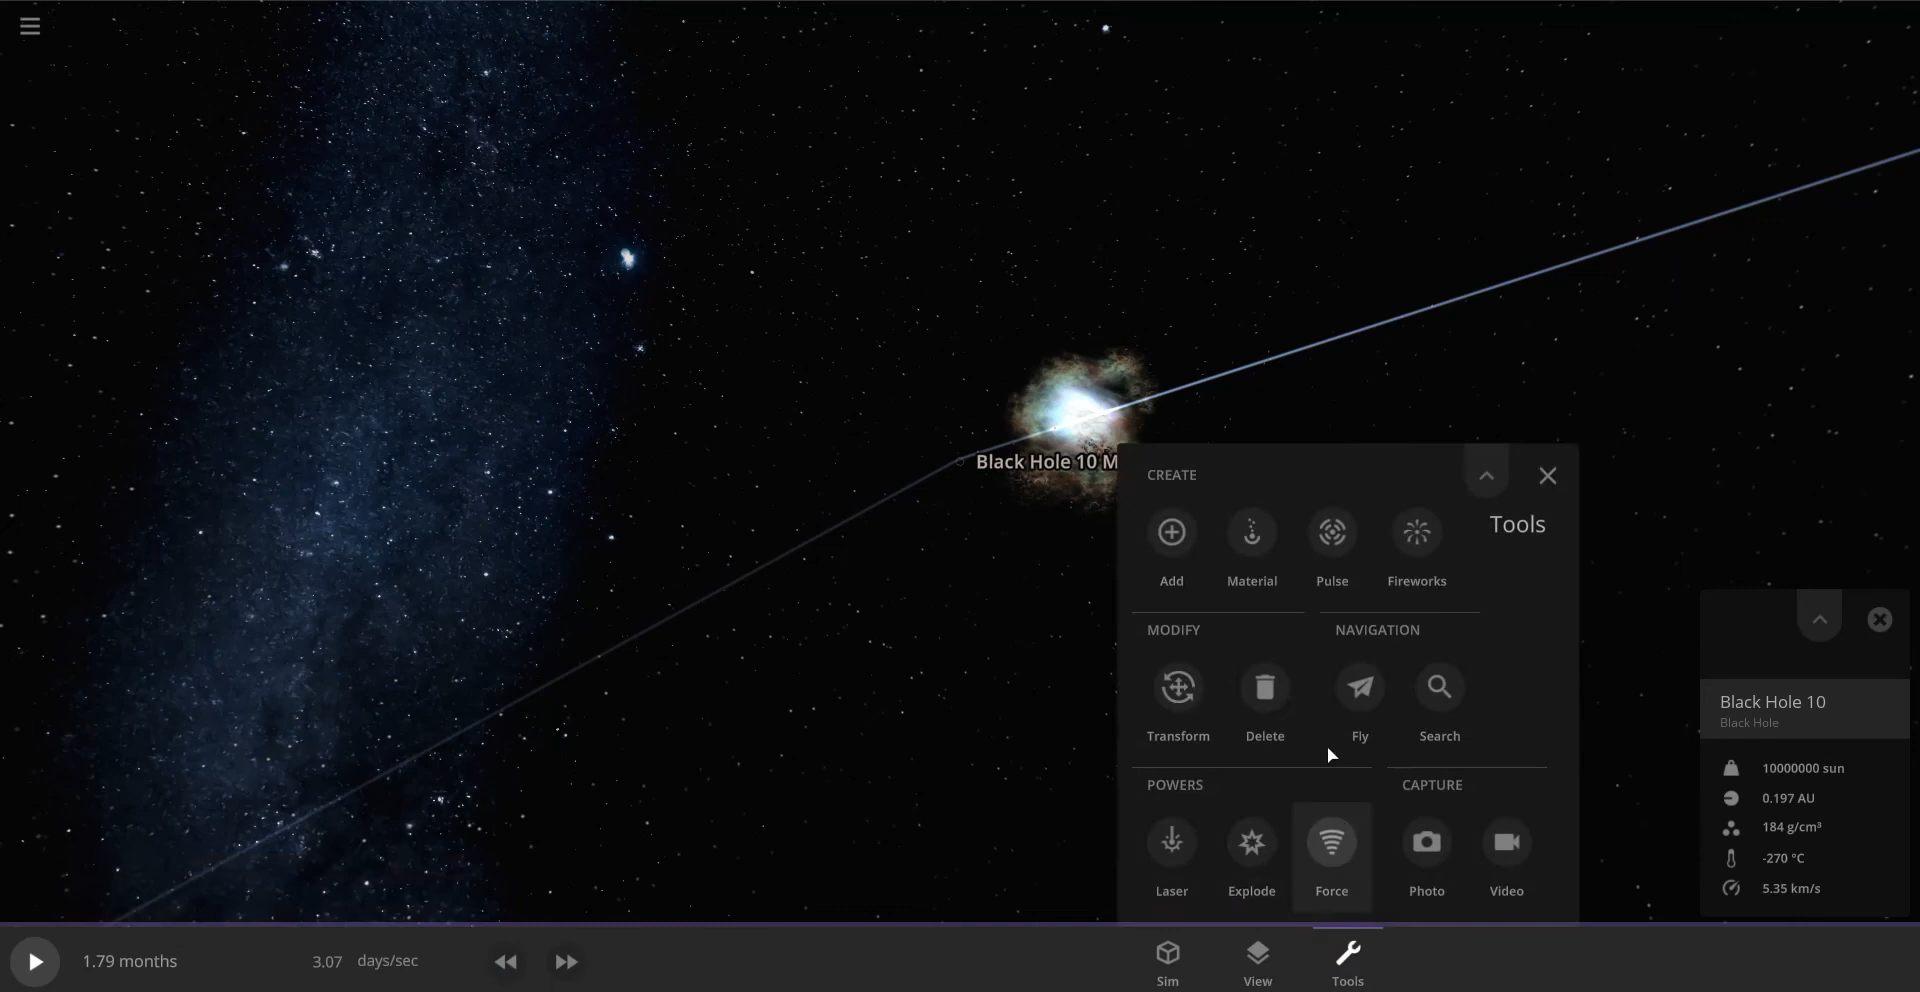 Black Hole 10 M
CREATE
Tools
Add Material Pulse Fireworks
MODIFY NAVIGATION
Transform Delete Fly Search
POWERS CAPTURE
Laser Explode Force Photo Video
Black Hole 10
Black Hole
10000000 sun
0.197 AU
184 g/cm³
-270 °C
5.35 km/s
1.79 months 3.07 days/sec
Sim View Tools